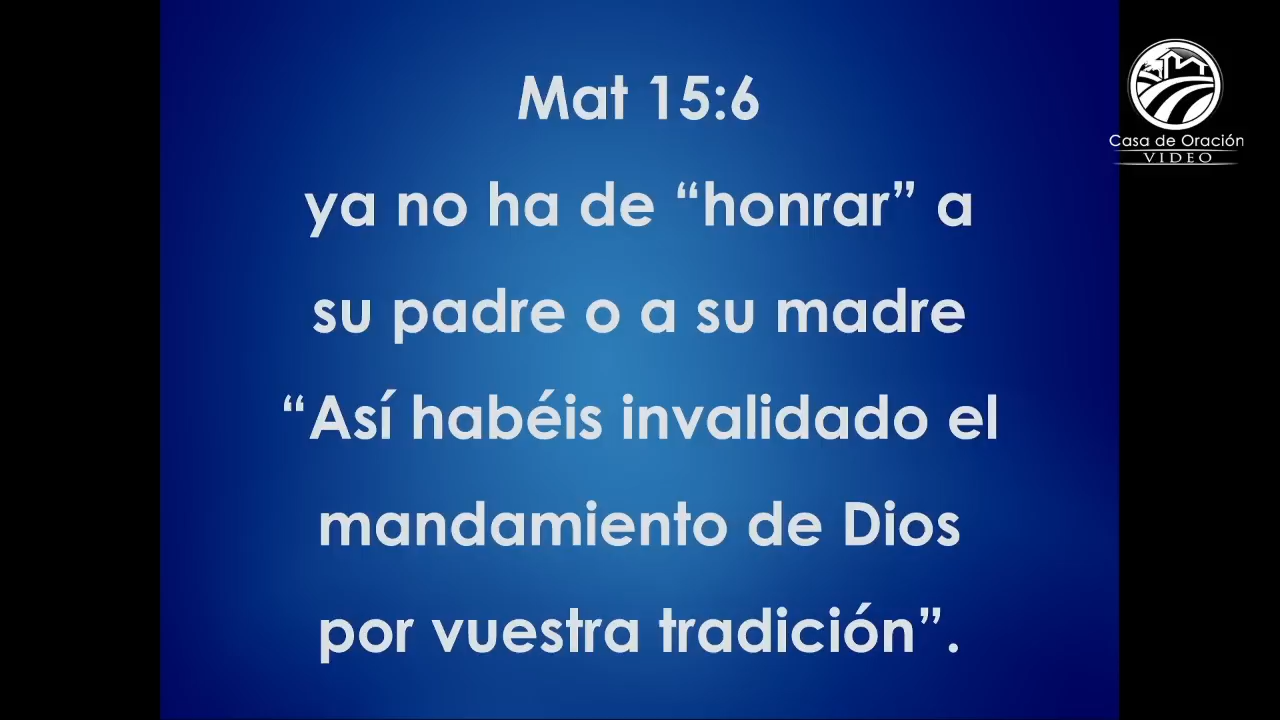 Mat 15:6
ya no ha de “honrar” a
su padre o a su madre
“Así habéis invalidado el
mandamiento de Dios
por vuestra tradición”.
Casa de Oración
VIDEO